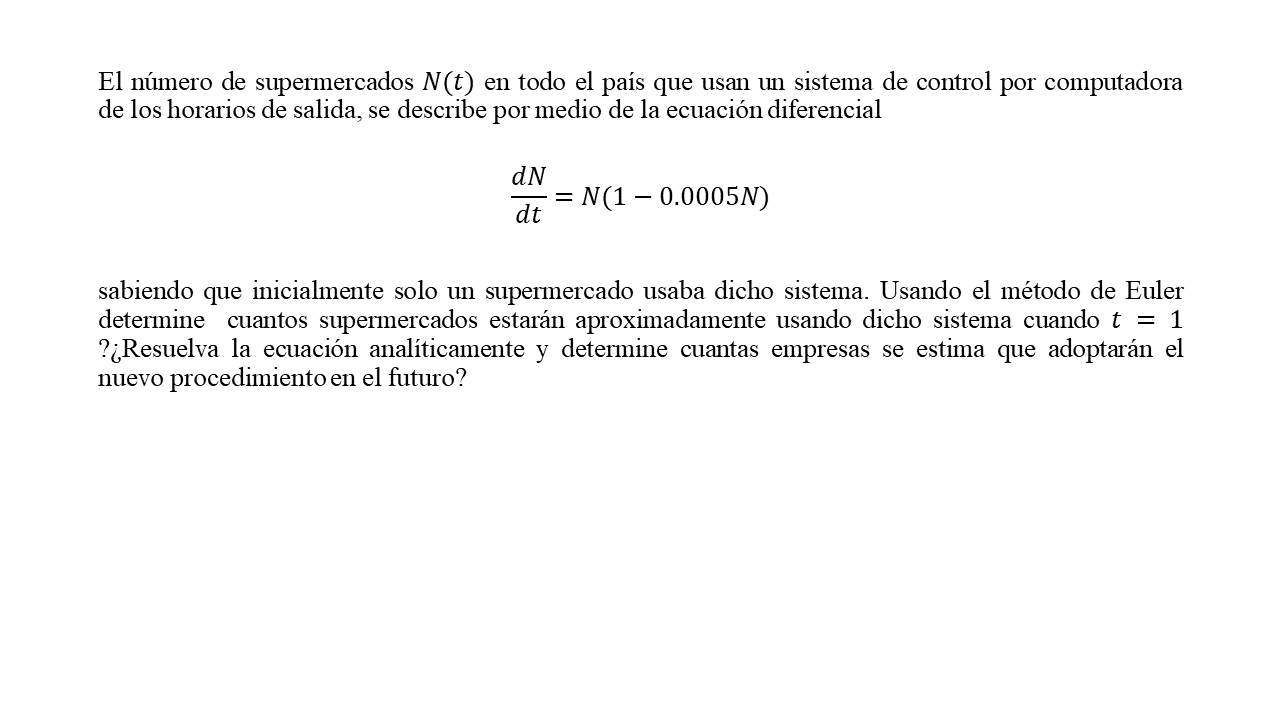 El número de supermercados N(t) en todo el país que usan un sistema de control por computadora
de los horarios de salida, se describe por medio de la ecuación diferencial
dN/dt = N(1 − 0.0005N)
sabiendo que inicialmente solo un supermercado usaba dicho sistema. Usando el método de Euler
determine cuantos supermercados estarán aproximadamente usando dicho sistema cuando t = 1
?¿Resuelva la ecuación analíticamente y determine cuantas empresas se estima que adoptarán el
nuevo procedimiento en el futuro?